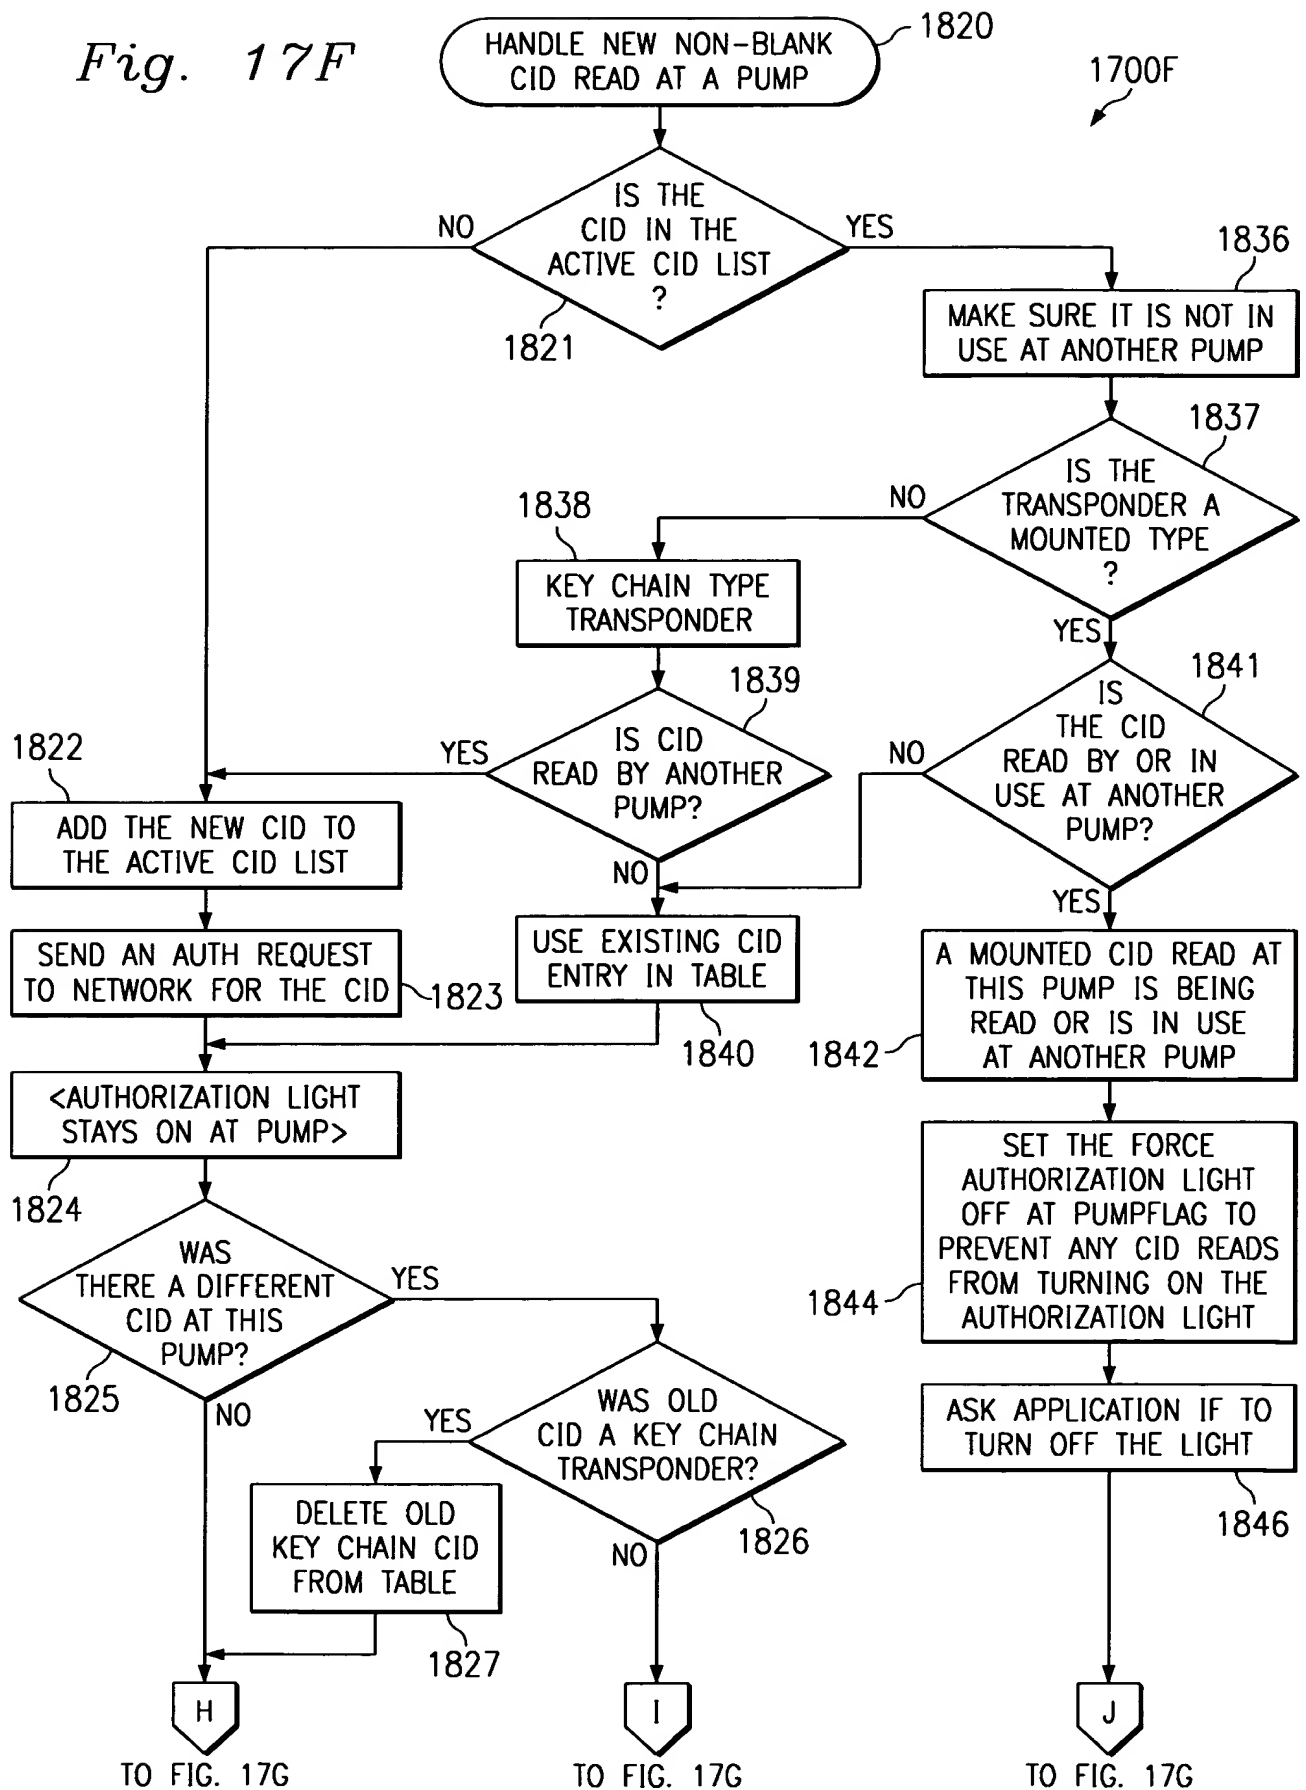 Fig. 17F
HANDLE NEW NON-BLANK
CID READ AT A PUMP
1820
1700F
IS THE
CID IN THE
ACTIVE CID LIST
?
NO
YES
1821
1836
MAKE SURE IT IS NOT IN
USE AT ANOTHER PUMP
1837
IS THE
TRANSPONDER A
MOUNTED TYPE
?
NO
YES
1838
KEY CHAIN TYPE
TRANSPONDER
1839
IS CID
READ BY ANOTHER
PUMP?
YES
NO
1841
IS
THE CID
READ BY OR IN
USE AT ANOTHER
PUMP?
NO
YES
1822
ADD THE NEW CID TO
THE ACTIVE CID LIST
SEND AN AUTH REQUEST
TO NETWORK FOR THE CID
1823
USE EXISTING CID
ENTRY IN TABLE
1840
A MOUNTED CID READ AT
THIS PUMP IS BEING
READ OR IS IN USE
AT ANOTHER PUMP
1842
<AUTHORIZATION LIGHT
STAYS ON AT PUMP>
1824
SET THE FORCE
AUTHORIZATION LIGHT
OFF AT PUMPFLAG TO
PREVENT ANY CID READS
FROM TURNING ON THE
AUTHORIZATION LIGHT
1844
WAS
THERE A DIFFERENT
CID AT THIS
PUMP?
YES
1825
NO
WAS OLD
CID A KEY CHAIN
TRANSPONDER?
YES
1826
NO
ASK APPLICATION IF TO
TURN OFF THE LIGHT
1846
DELETE OLD
KEY CHAIN CID
FROM TABLE
1827
H
I
J
TO FIG. 17G
TO FIG. 17G
TO FIG. 17G